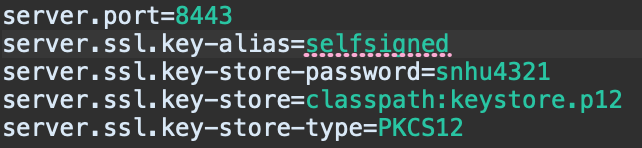 server.port=8443
server.ssl.key-alias=selfsigned
server.ssl.key-store-password=snhu4321
server.ssl.key-store=classpath:keystore.p12
server.ssl.key-store-type=PKCS12